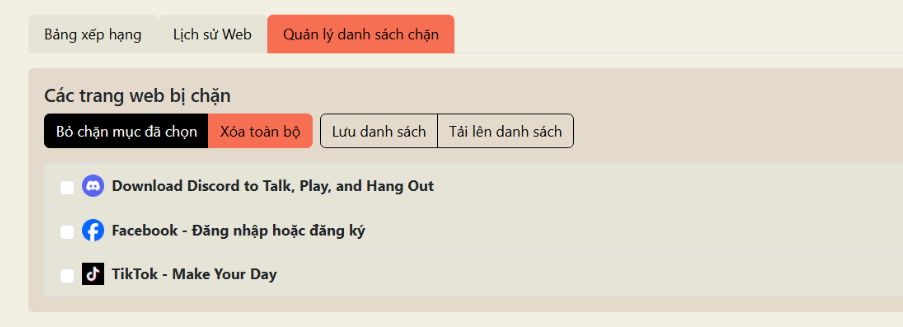 Bảng xếp hạng Lịch sử Web Quản lý danh sách chặn
Các trang web bị chặn
Bỏ chặn mục đã chọn Xóa toàn bộ Lưu danh sách Tải lên danh sách
Download Discord to Talk, Play, and Hang Out
Facebook - Đăng nhập hoặc đăng ký
TikTok - Make Your Day